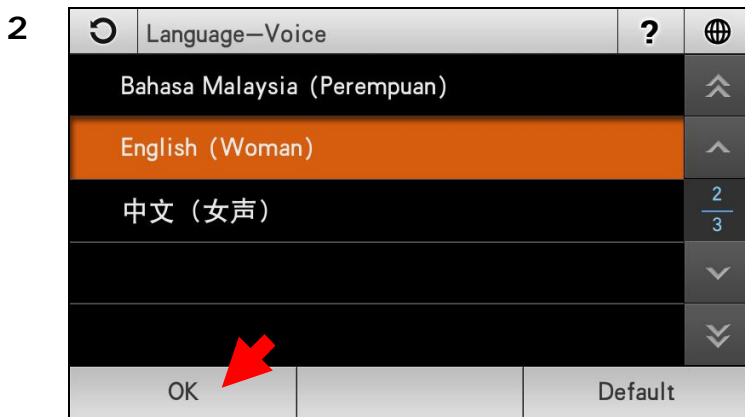 2
Language—Voice ?
Bahasa Malaysia (Perempuan)
English (Woman)
中文 (女声)
2
3
OK Default